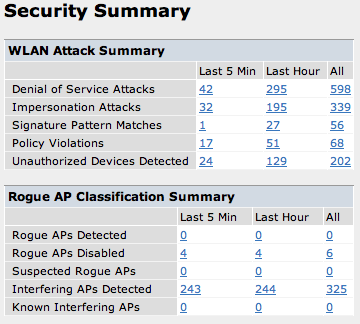 Security Summary
WLAN Attack Summary
Last 5 Min Last Hour All
Denial of Service Attacks 42 295 598
Impersonation Attacks 32 195 339
Signature Pattern Matches 1 27 56
Policy Violations 17 51 68
Unauthorized Devices Detected 24 129 202
Rogue AP Classification Summary
Last 5 Min Last Hour All
Rogue APs Detected 0 0 0
Rogue APs Disabled 4 4 6
Suspected Rogue APs 0 0 0
Interfering APs Detected 243 244 325
Known Interfering APs 0 0 0